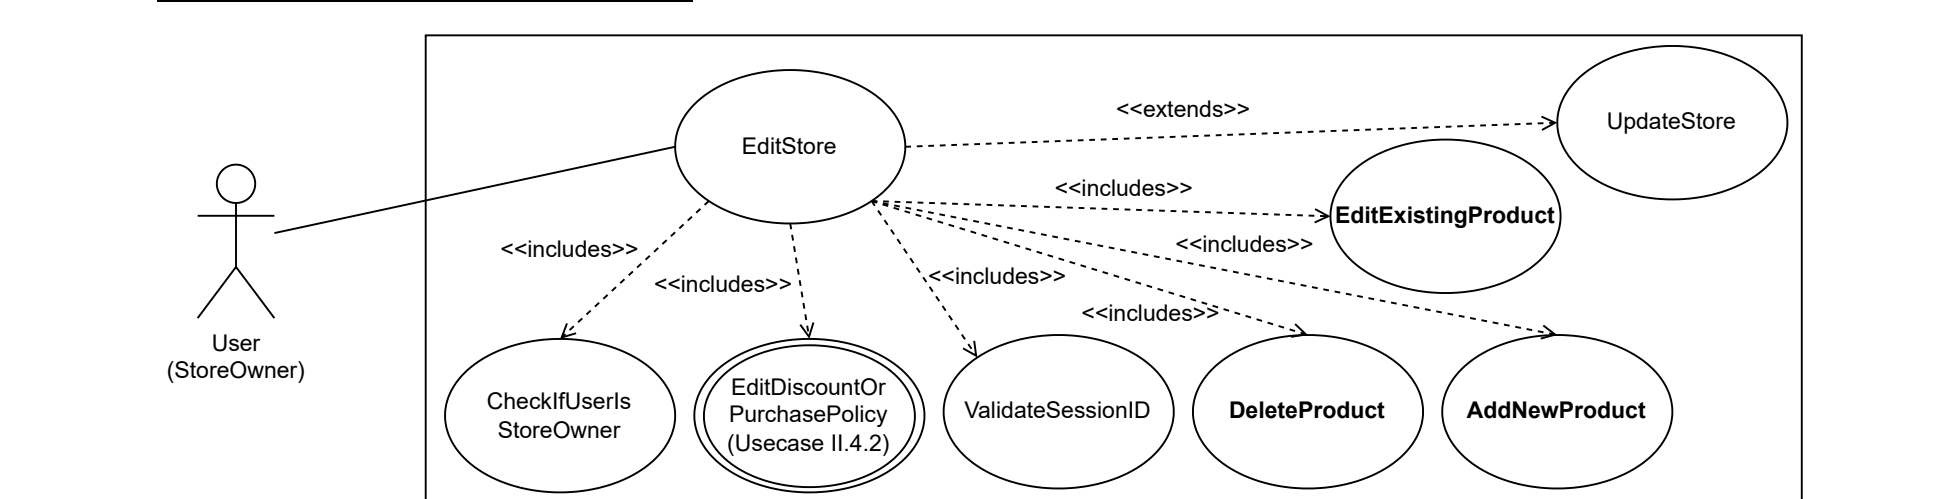 <<extends>>
UpdateStore
EditStore
<<includes>>
EditExistingProduct
<<includes>>
<<includes>>
<<includes>>
<<includes>>
<<includes>>
User
(StoreOwner)
CheckIfUserIs
StoreOwner
EditDiscountOr
PurchasePolicy
(Usecase II.4.2)
ValidateSessionID
DeleteProduct
AddNewProduct